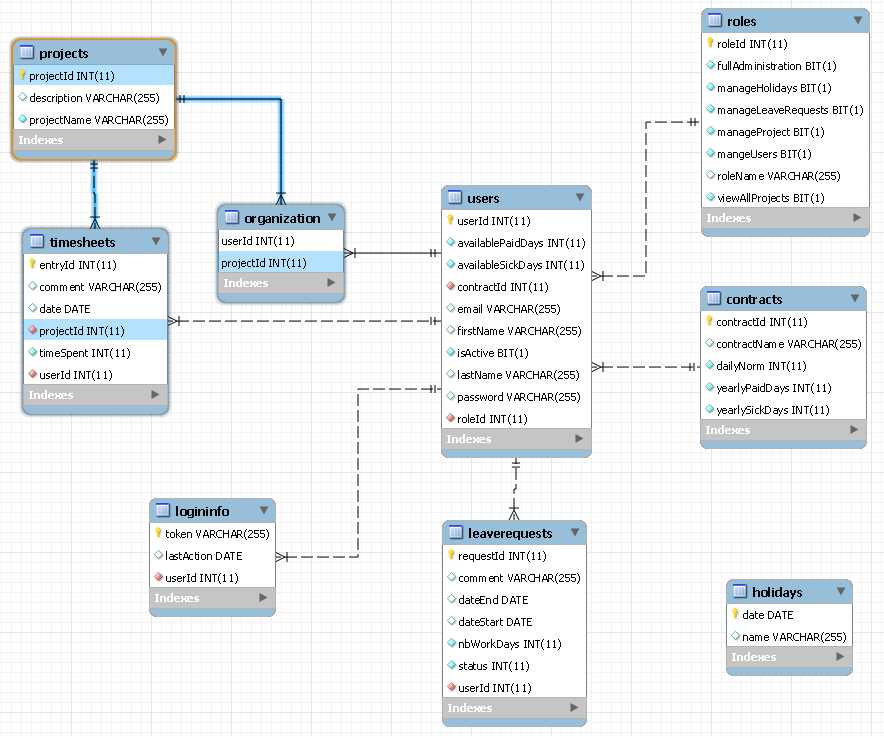 projects
projectId INT(11)
description VARCHAR(255)
projectName VARCHAR(255)
Indexes
roles
roleId INT(11)
fullAdministration BIT(1)
manageHolidays BIT(1)
manageLeaveRequests BIT(1)
manageProject BIT(1)
mangeUsers BIT(1)
roleName VARCHAR(255)
viewAllProjects BIT(1)
Indexes
organization
userId INT(11)
projectId INT(11)
Indexes
timesheets
entryId INT(11)
comment VARCHAR(255)
date DATE
projectId INT(11)
timeSpent INT(11)
userId INT(11)
Indexes
users
userId INT(11)
availablePaidDays INT(11)
availableSickDays INT(11)
contractId INT(11)
email VARCHAR(255)
firstName VARCHAR(255)
isActive BIT(1)
lastName VARCHAR(255)
password VARCHAR(255)
roleId INT(11)
Indexes
contracts
contractId INT(11)
contractName VARCHAR(255)
dailyNorm INT(11)
yearlyPaidDays INT(11)
yearlySickDays INT(11)
Indexes
logininfo
token VARCHAR(255)
lastAction DATE
userId INT(11)
Indexes
leaverequests
requestId INT(11)
comment VARCHAR(255)
dateEnd DATE
dateStart DATE
nbWorkDays INT(11)
status INT(11)
userId INT(11)
Indexes
holidays
date DATE
name VARCHAR(255)
Indexes